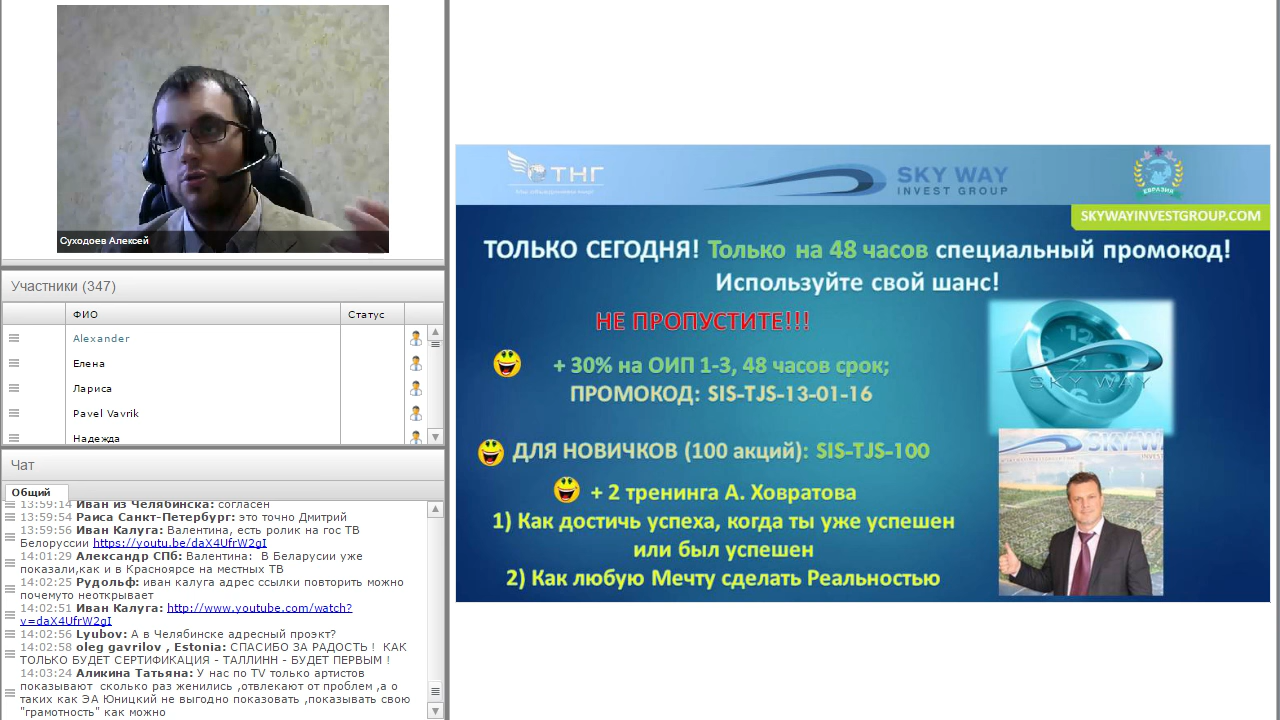 Суходоев Алексей
Участники (347)
ФИО
Статус
Alexander
Елена
Лариса
Pavel Vavrik
Надежда
Чат
Общий
13:59:14 Иван из Челябинска: согласен
13:59:54 Раиса Санкт-Петербург: это точно Дмитрий
13:59:56 Иван Калуга: Валентина, есть ролик на гос ТВ
Белоруссии https://youtu.be/daX4UfrW2gI
14:01:29 Александр СПб: Валентина: В Беларусии уже
показали,как и в Красноярсе на местных ТВ
14:02:25 Рудольф: иван калуга адрес ссылки повторить можно
почемуто неоткрывает
14:02:51 Иван Калуга: http://www.youtube.com/watch?
v=daX4UfrW2gI
14:02:56 Lyubov: А в Челябинске адресный проэкт?
14:02:58 oleg gavrilov , Estonia: СПАСИБО ЗА РАДОСТЬ ! КАК
ТОЛЬКО БУДЕТ СЕРТИФИКАЦИЯ - ТАЛЛИНН - БУДЕТ ПЕРВЫМ !
14:03:24 Аликина Татьяна: У нас по TV только артистов
показывают сколько раз женились ,отвлекают от проблем ,а о
таких как ЭА Юницкий не выгодно показовать ,показывать свою
"грамотность" как можно
ТНГ
SKY WAY
INVEST GROUP
ЕВРАЗИЯ
SKYWAYINVESTGROUP.COM
ТОЛЬКО СЕГОДНЯ! Только на 48 часов специальный промокод!
Используйте свой шанс!
НЕ ПРОПУСТИТЕ!!!
+ 30% на ОИП 1-3, 48 часов срок;
ПРОМОКОД: SIS-TJS-13-01-16
ДЛЯ НОВИЧКОВ (100 акций): SIS-TJS-100
+ 2 тренинга А. Ховратова
1) Как достичь успеха, когда ты уже успешен
или был успешен
2) Как любую Мечту сделать Реальностью
SKY WAY
SKYWAY